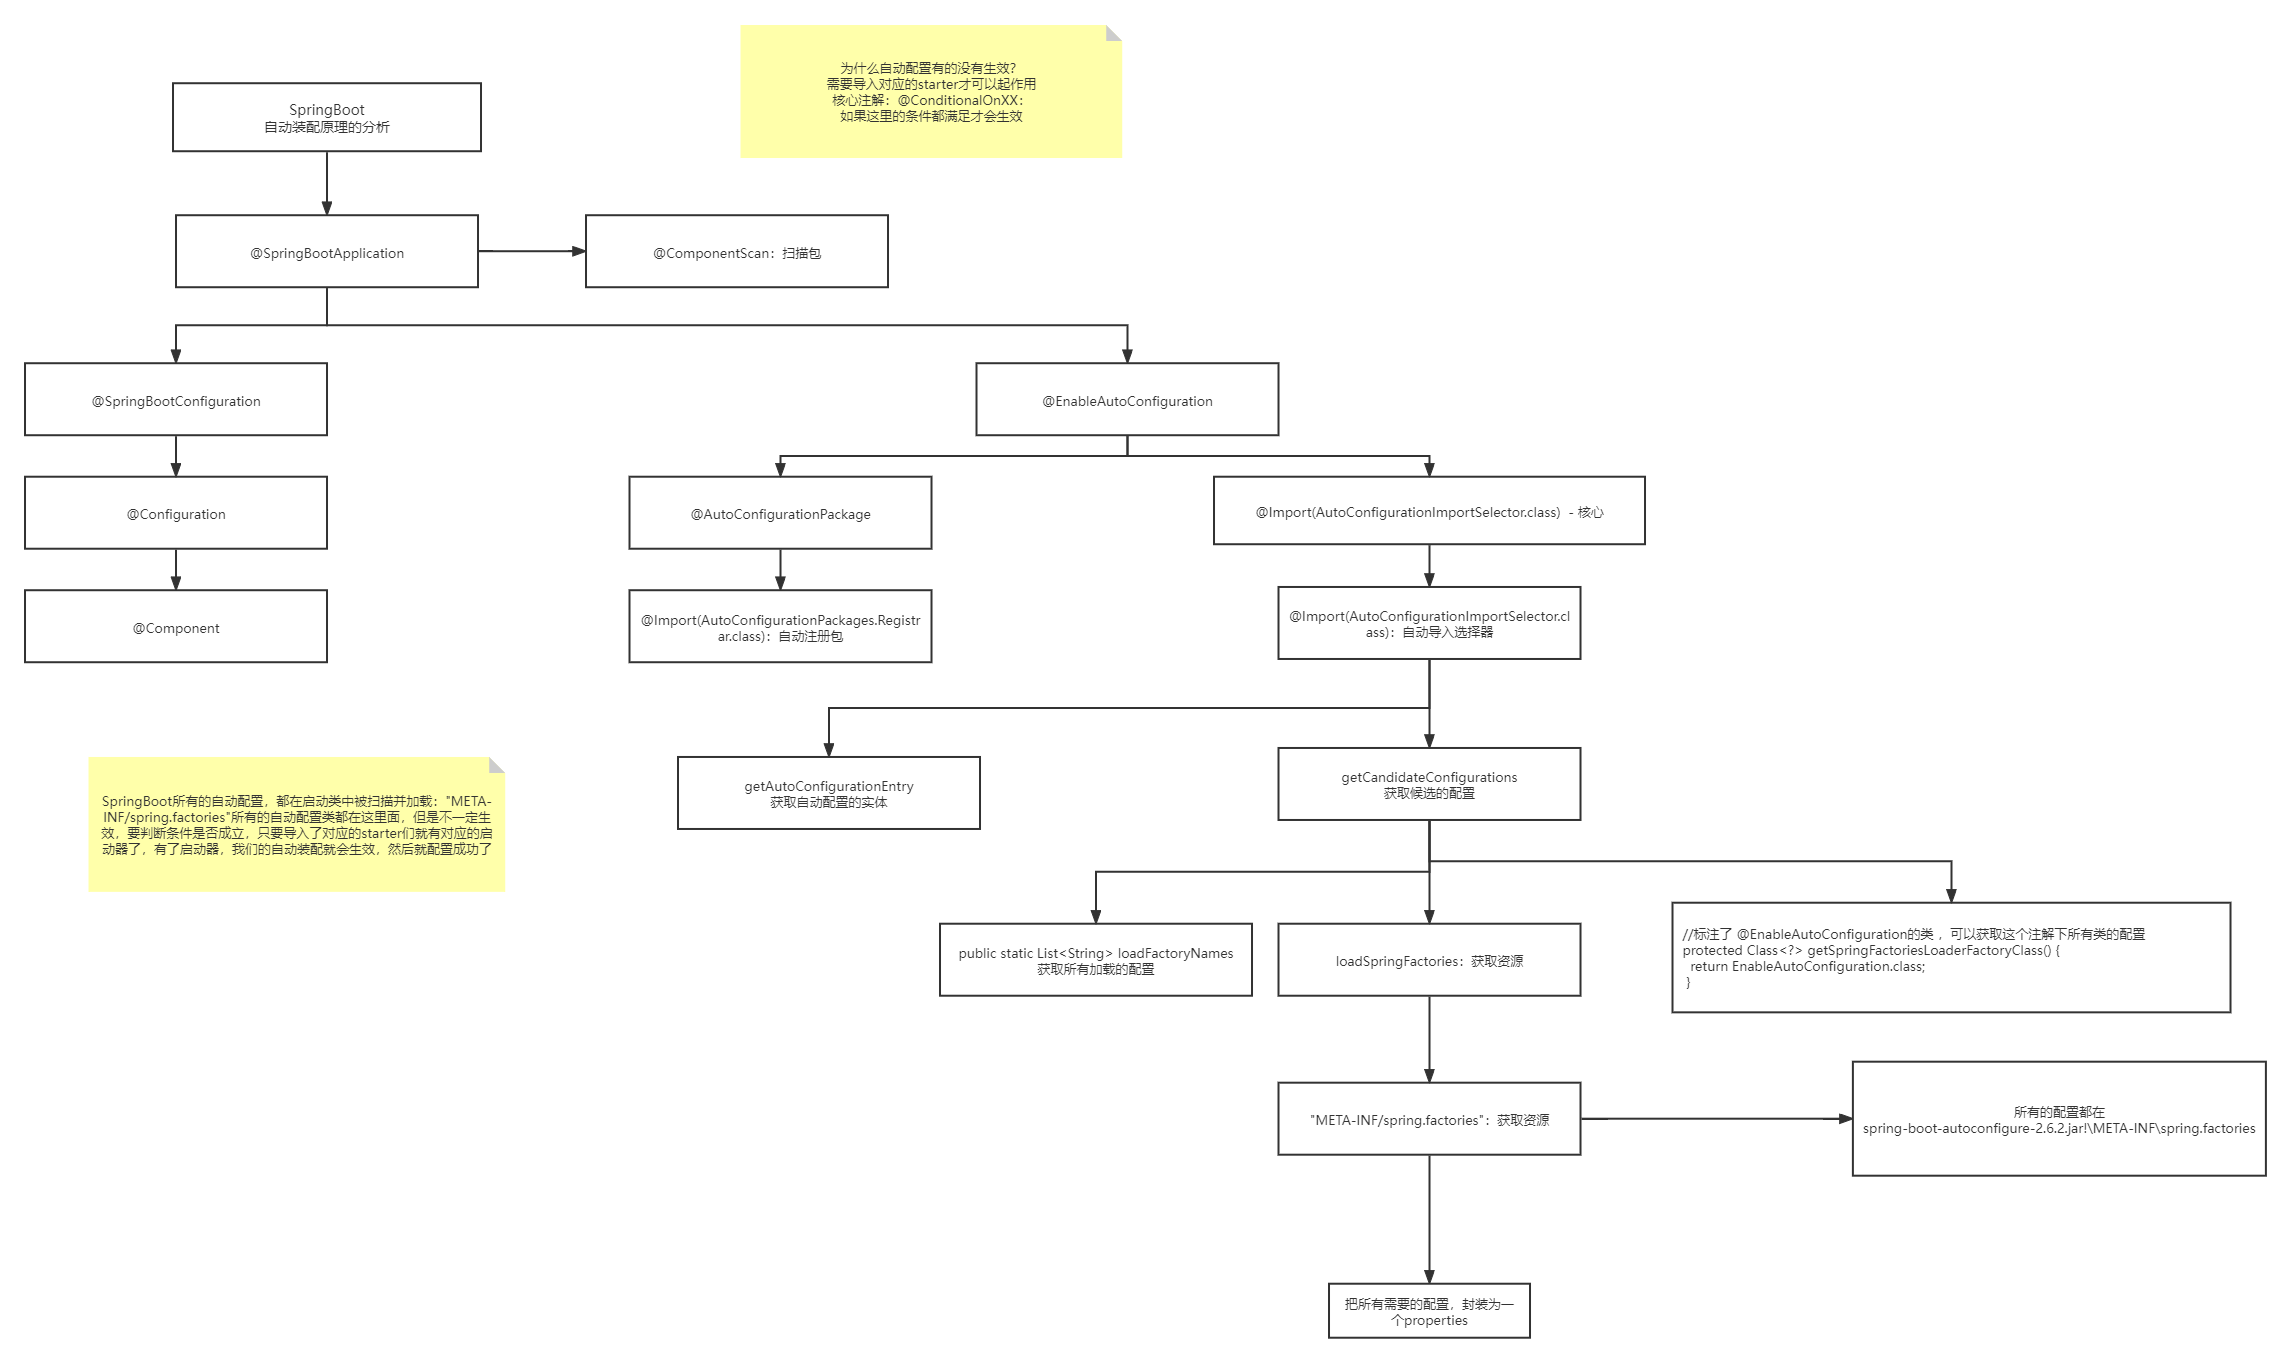 为什么自动配置有的没有生效？
需要导入对应的starter才可以起作用
核心注解：@ConditionalOnXX：
如果这里的条件都满足才会生效
SpringBoot
自动装配原理的分析
@SpringBootApplication
@ComponentScan：扫描包
@SpringBootConfiguration
@EnableAutoConfiguration
@Configuration
@AutoConfigurationPackage
@Import(AutoConfigurationImportSelector.class) - 核心
@Component
@Import(AutoConfigurationPackages.Registr
ar.class)：自动注册包
@Import(AutoConfigurationImportSelector.cl
ass)：自动导入选择器
SpringBoot所有的自动配置，都在启动类中被扫描并加载："META-
INF/spring.factories"所有的自动配置类都在这里面，但是不一定生
效，要判断条件是否成立，只要导入了对应的starter们就有对应的启
动器了，有了启动器，我们的自动装配就会生效，然后就配置成功了
getAutoConfigurationEntry
获取自动配置的实体
getCandidateConfigurations
获取候选的配置
public static List<String> loadFactoryNames
获取所有加载的配置
loadSpringFactories：获取资源
//标注了 @EnableAutoConfiguration的类 ，可以获取这个注解下所有类的配置
protected Class<?> getSpringFactoriesLoaderFactoryClass() {
return EnableAutoConfiguration.class;
}
"META-INF/spring.factories"：获取资源
所有的配置都在
spring-boot-autoconfigure-2.6.2.jar!\META-INF\spring.factories
把所有需要的配置，封装为一
个properties